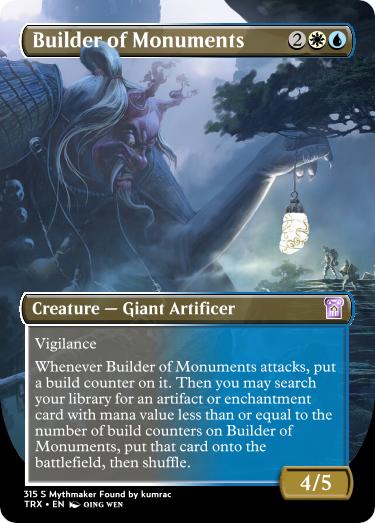 Builder of Monuments 2
Creature — Giant Artificer
Vigilance
Whenever Builder of Monuments attacks, put
a build counter on it. Then you may search
your library for an artifact or enchantment
card with mana value less than or equal to the
number of build counters on Builder of
Monuments, put that card onto the
battlefield, then shuffle.
4/5
315 S Mythmaker Found by kumrac
TRX • EN QING WEN